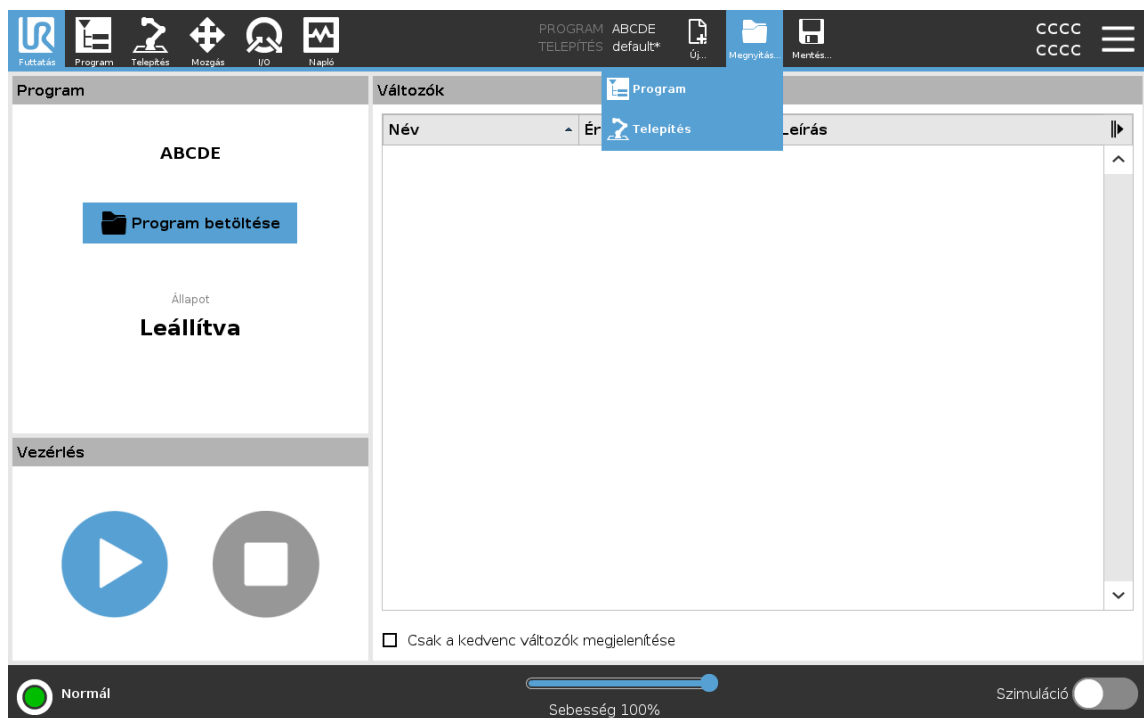 Futtatás
Program
Telepítés
Mozgás
I/O
Napló
PROGRAM ABCDE
TELEPÍTÉS default*
Új...
Megnyitás...
Mentés...
CCCC
CCCC
Program
Telepítés
Program
ABCDE
Program betöltése
Állapot
Leállítva
Vezérlés
Változók
Név
Ér
Leírás
Csak a kedvenc változók megjelenítése
Normál
Sebesség 100%
Szimuláció